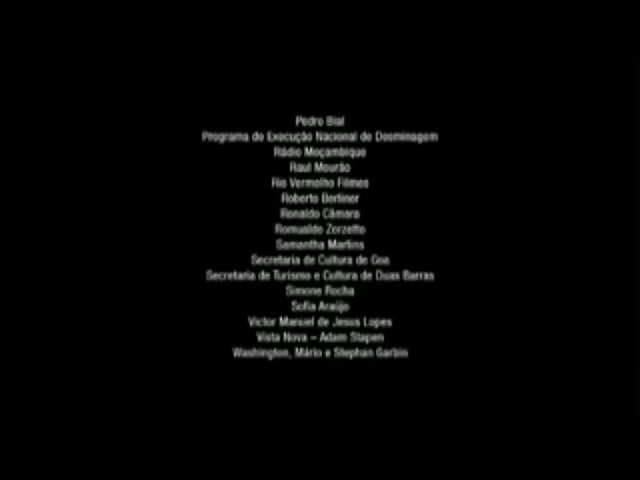 Pedro Bial
Programa de Execução Nacional de Desminagem
Rádio Moçambique
Raul Mourão
Rio Vermelho Filmes
Roberto Berliner
Ronaldo Câmara
Romualdo Zorzetto
Samantha Martins
Secretaria de Cultura de Goa
Secretaria de Turismo e Cultura de Duas Barras
Simone Rocha
Sofia Araújo
Victor Manuel de Jesus Lopes
Vista Nova – Adam Stapen
Washington, Mário e Stephan Garbin